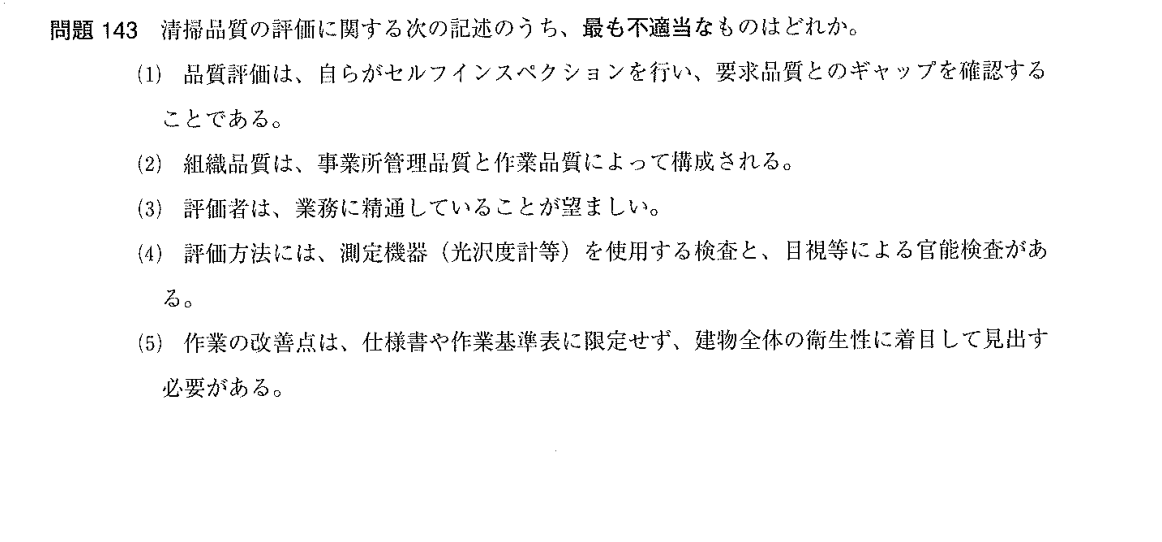 問題 143 清掃品質の評価に関する次の記述のうち、最も不適当なものはどれか。
(1) 品質評価は、自らがセルフインスペクションを行い、要求品質とのギャップを確認する
ことである。
(2) 組織品質は、事業所管理品質と作業品質によって構成される。
(3) 評価者は、業務に精通していることが望ましい。
(4) 評価方法には、測定機器（光沢度計等）を使用する検査と、目視等による官能検査があ
る。
(5) 作業の改善点は、仕様書や作業基準表に限定せず、建物全体の衛生性に着目して見出す
必要がある。